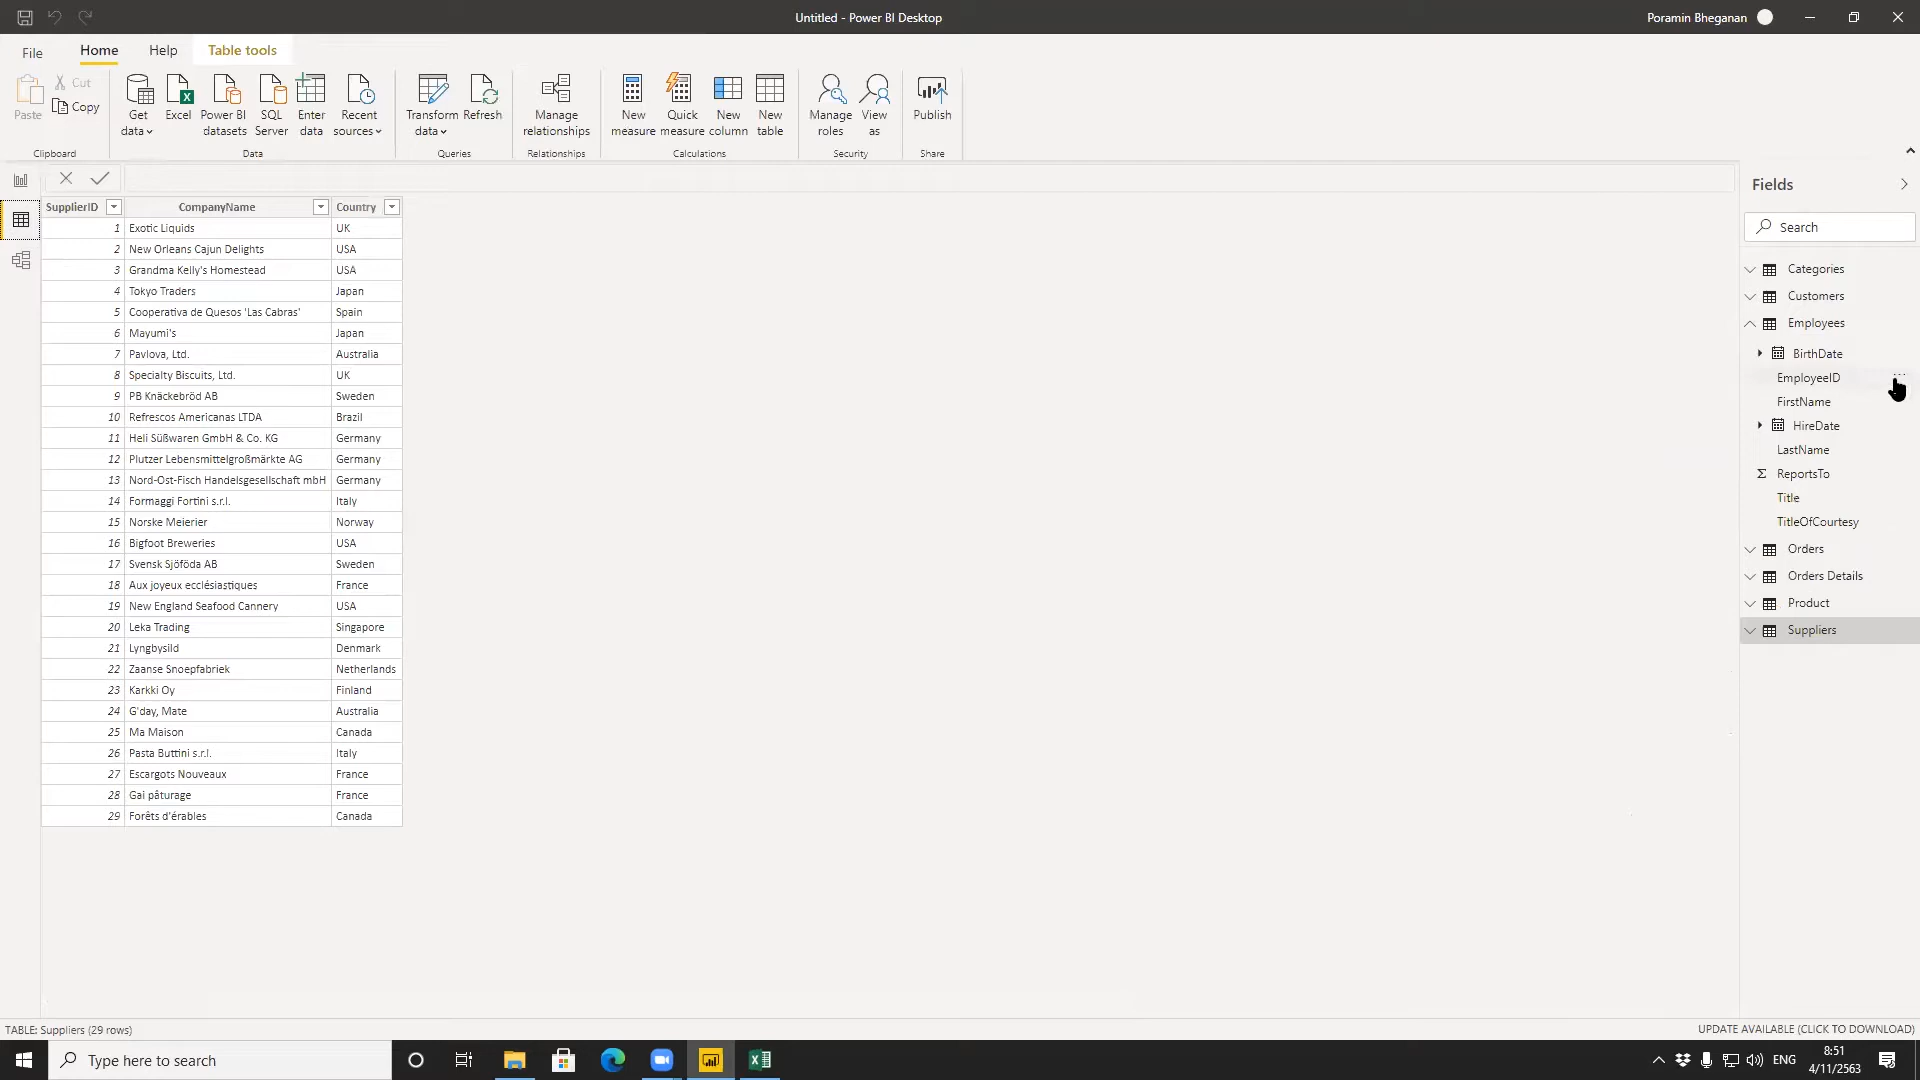 Untitled - Power BI Desktop
Poramin Bheganan
File
Home
Help
Table tools
Paste
Cut
Copy
Clipboard
Get data
Excel
Power BI datasets
SQL Server
Enter data
Recent sources
Data
Transform data
Refresh
Queries
Manage relationships
Relationships
New measure
Quick measure
New column
New table
Calculations
Manage roles
View as
Security
Publish
Share
SupplierID CompanyName Country
1 Exotic Liquids UK
2 New Orleans Cajun Delights USA
3 Grandma Kelly's Homestead USA
4 Tokyo Traders Japan
5 Cooperativa de Quesos 'Las Cabras' Spain
6 Mayumi's Japan
7 Pavlova, Ltd. Australia
8 Specialty Biscuits, Ltd. UK
9 PB Knäckebröd AB Sweden
10 Refrescos Americanas LTDA Brazil
11 Heli Süßwaren GmbH & Co. KG Germany
12 Plutzer Lebensmittelgroßmärkte AG Germany
13 Nord-Ost-Fisch Handelsgesellschaft mbH Germany
14 Formaggi Fortini s.r.l. Italy
15 Norske Meierier Norway
16 Bigfoot Breweries USA
17 Svensk Sjöföda AB Sweden
18 Aux joyeux ecclésiastiques France
19 New England Seafood Cannery USA
20 Leka Trading Singapore
21 Lyngbysild Denmark
22 Zaanse Snoepfabriek Netherlands
23 Karkki Oy Finland
24 G'day, Mate Australia
25 Ma Maison Canada
26 Pasta Buttini s.r.l. Italy
27 Escargots Nouveaux France
28 Gai pâturage France
29 Forêts d'érables Canada
Fields
Search
Categories
Customers
Employees
BirthDate
EmployeeID
FirstName
HireDate
LastName
Σ ReportsTo
Title
TitleOfCourtesy
Orders
Orders Details
Product
Suppliers
TABLE: Suppliers (29 rows)
UPDATE AVAILABLE (CLICK TO DOWNLOAD)
Type here to search
ENG
8:51
4/11/2563